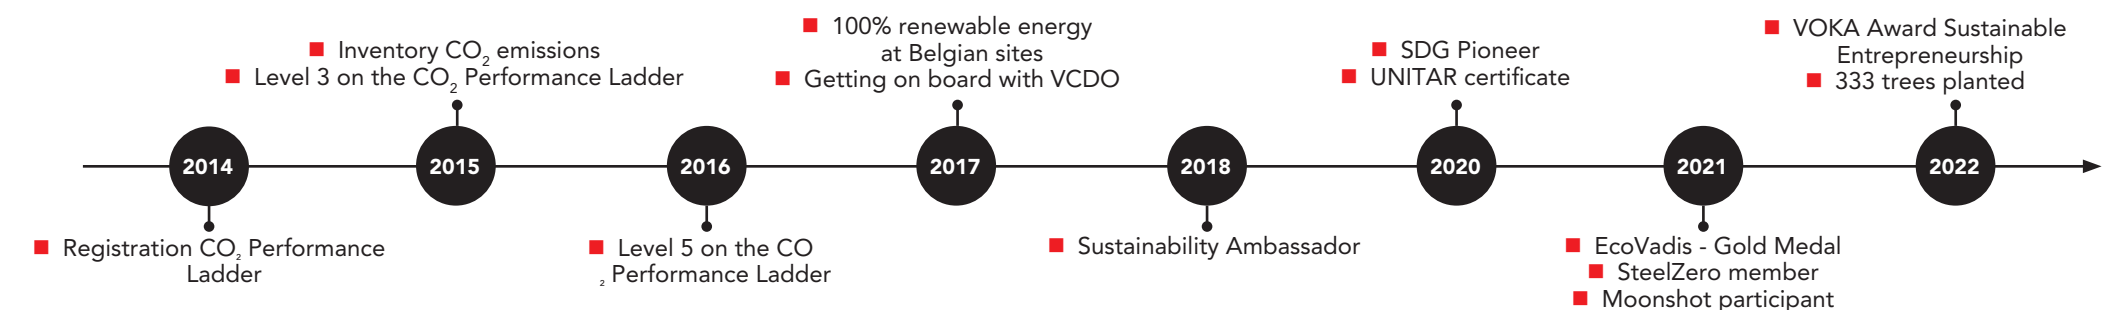 Inventory CO₂ emissions
Level 3 on the CO₂ Performance Ladder
100% renewable energy
at Belgian sites
Getting on board with VCDO
SDG Pioneer
UNITAR certificate
VOKA Award Sustainable
Entrepreneurship
333 trees planted
2014
2015
2016
2017
2018
2020
2021
2022
Registration CO₂ Performance
Ladder
Level 5 on the CO
₂ Performance Ladder
Sustainability Ambassador
EcoVadis - Gold Medal
SteelZero member
Moonshot participant